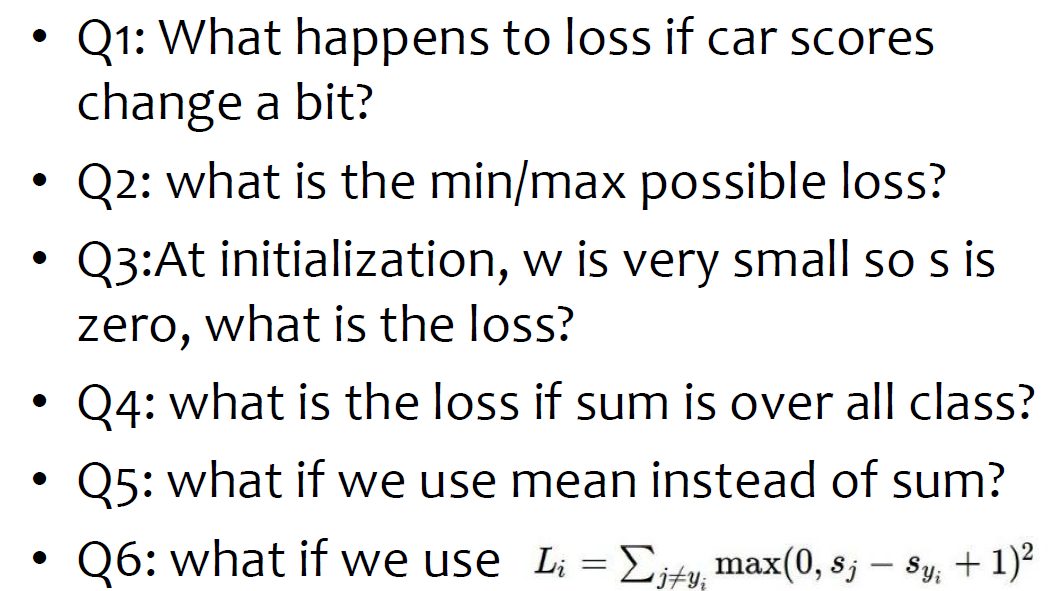 • Q1: What happens to loss if car scores
change a bit?
• Q2: what is the min/max possible loss?
• Q3:At initialization, w is very small so s is
zero, what is the loss?
• Q4: what is the loss if sum is over all class?
• Q5: what if we use mean instead of sum?
• Q6: what if we use L_i = ∑_{j≠y_i} max(0, s_j − s_{y_i} + 1)^2